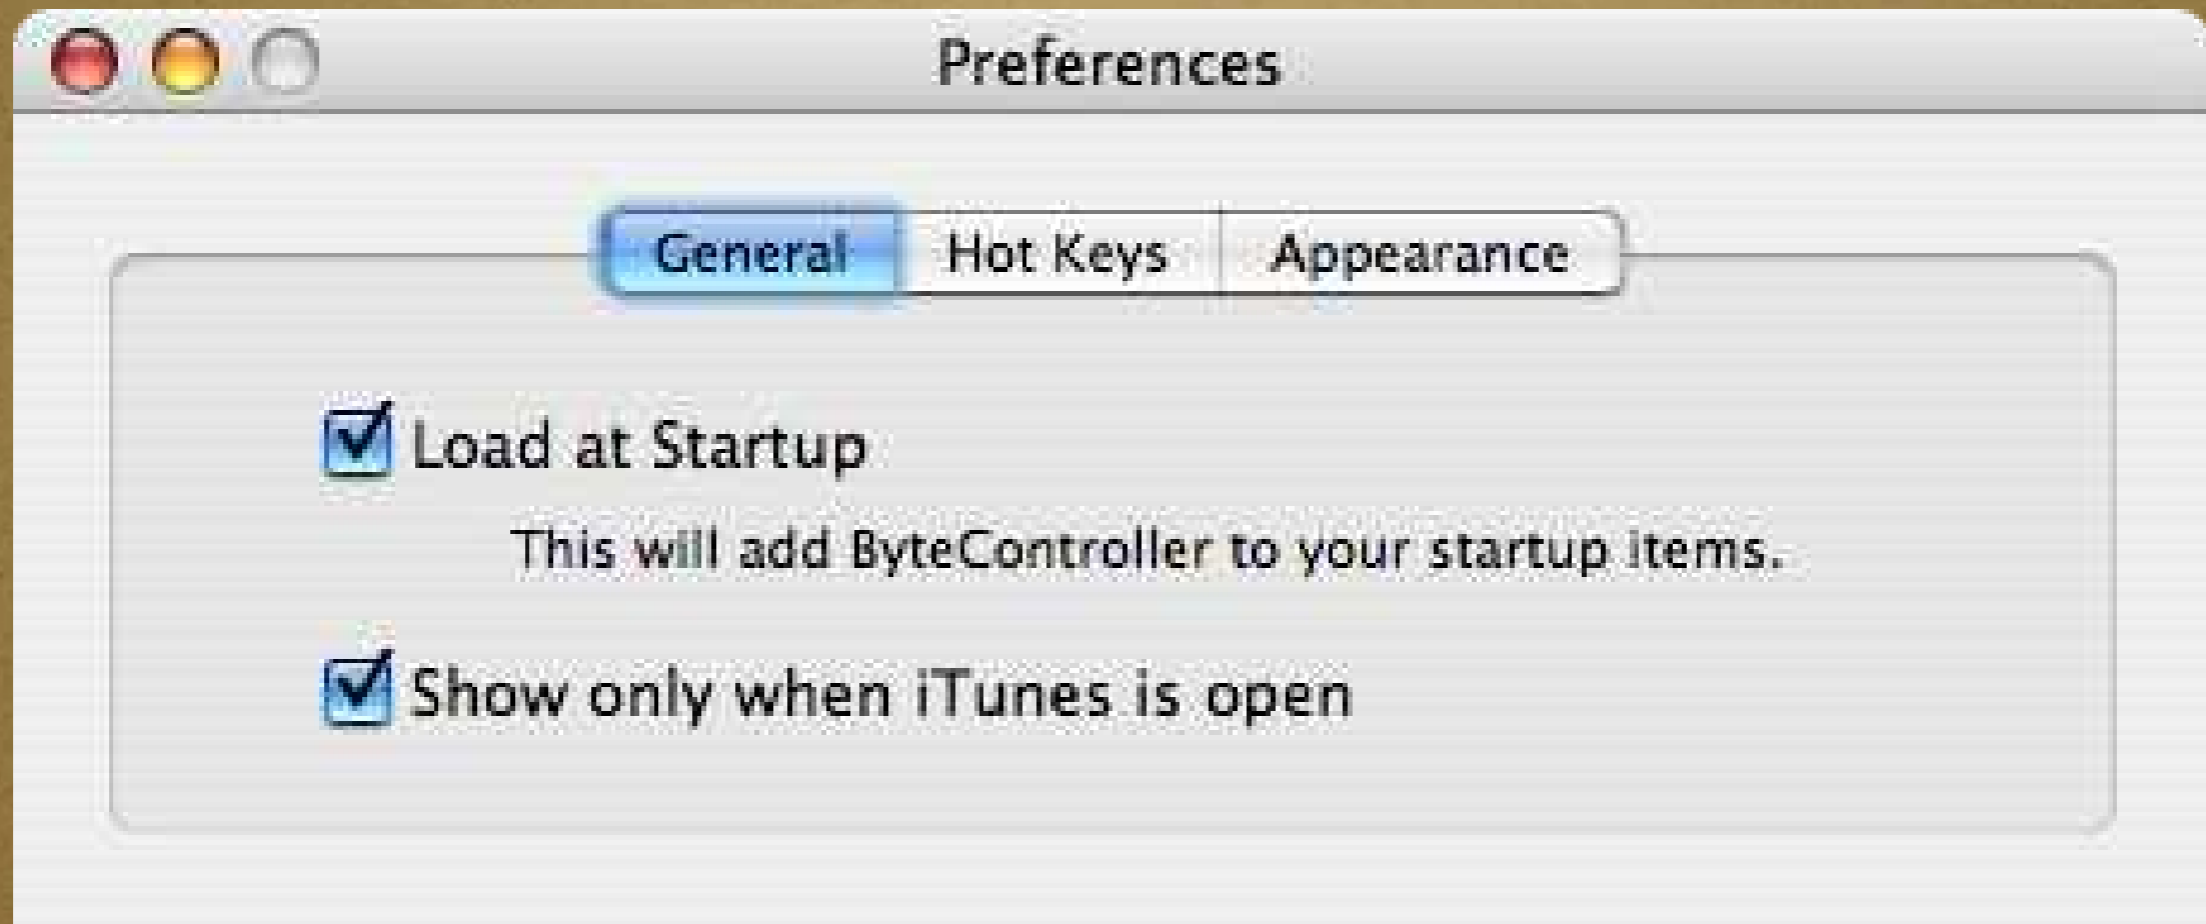 Preferences
General Hot Keys Appearance
Load at Startup
This will add ByteController to your startup items.
Show only when iTunes is open